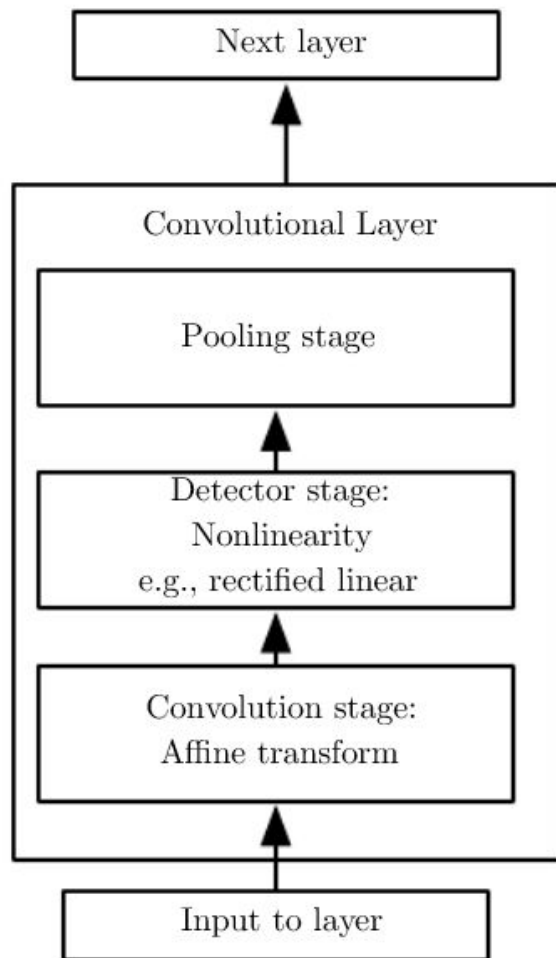 Next layer
Convolutional Layer
Pooling stage
Detector stage:
Nonlinearity
e.g., rectified linear
Convolution stage:
Affine transform
Input to layer